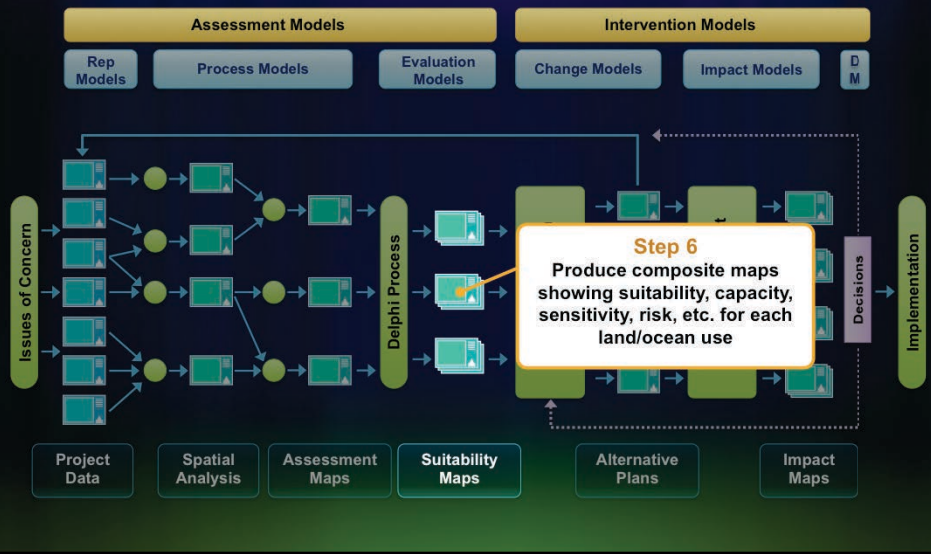 Assessment Models
Intervention Models
Rep
Models
Process Models
Evaluation
Models
Change Models
Impact Models
D
M
Issues of Concern
Delphi Process
Step 6
Produce composite maps
showing suitability, capacity,
sensitivity, risk, etc. for each
land/ocean use
Decisions
Implementation
Project
Data
Spatial
Analysis
Assessment
Maps
Suitability
Maps
Alternative
Plans
Impact
Maps